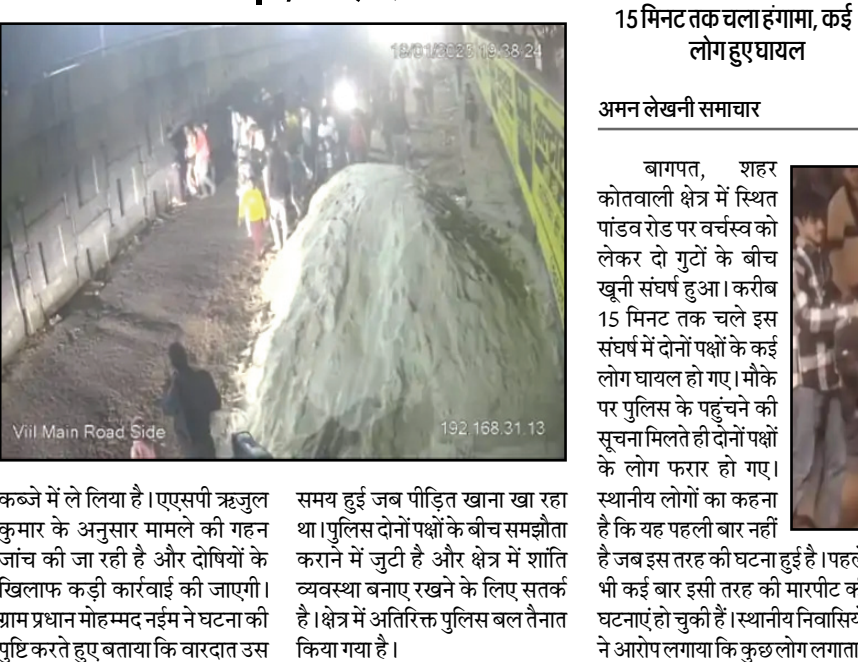 19/01/2025 19:38:24
Viil Main Road Side
192.168.31.13
कब्जे में ले लिया है। एएसपी ऋजुल
कुमार के अनुसार मामले की गहन
जांच की जा रही है और दोषियों के
खिलाफ कड़ी कार्रवाई की जाएगी।
ग्राम प्रधान मोहम्मद नईम ने घटना की
पुष्टि करते हुए बताया कि वारदात उस
समय हुई जब पीड़ित खाना खा रहा
था। पुलिस दोनों पक्षों के बीच समझौता
कराने में जुटी है और क्षेत्र में शांति
व्यवस्था बनाए रखने के लिए सतर्क
है। क्षेत्र में अतिरिक्त पुलिस बल तैनात
किया गया है।
15 मिनट तक चला हंगामा, कई
लोग हुए घायल
अमन लेखनी समाचार
बागपत, शहर
कोतवाली क्षेत्र में स्थित
पांडव रोड पर वर्चस्व को
लेकर दो गुटों के बीच
खूनी संघर्ष हुआ। करीब
15 मिनट तक चले इस
संघर्ष में दोनों पक्षों के कई
लोग घायल हो गए। मौके
पर पुलिस के पहुंचने की
सूचना मिलते ही दोनों पक्षों
के लोग फरार हो गए।
स्थानीय लोगों का कहना
है कि यह पहली बार नहीं
है जब इस तरह की घटना हुई है। पहले
भी कई बार इसी तरह की मारपीट की
घटनाएं हो चुकी हैं। स्थानीय निवासियों
ने आरोप लगाया कि कुछ लोग लगातार